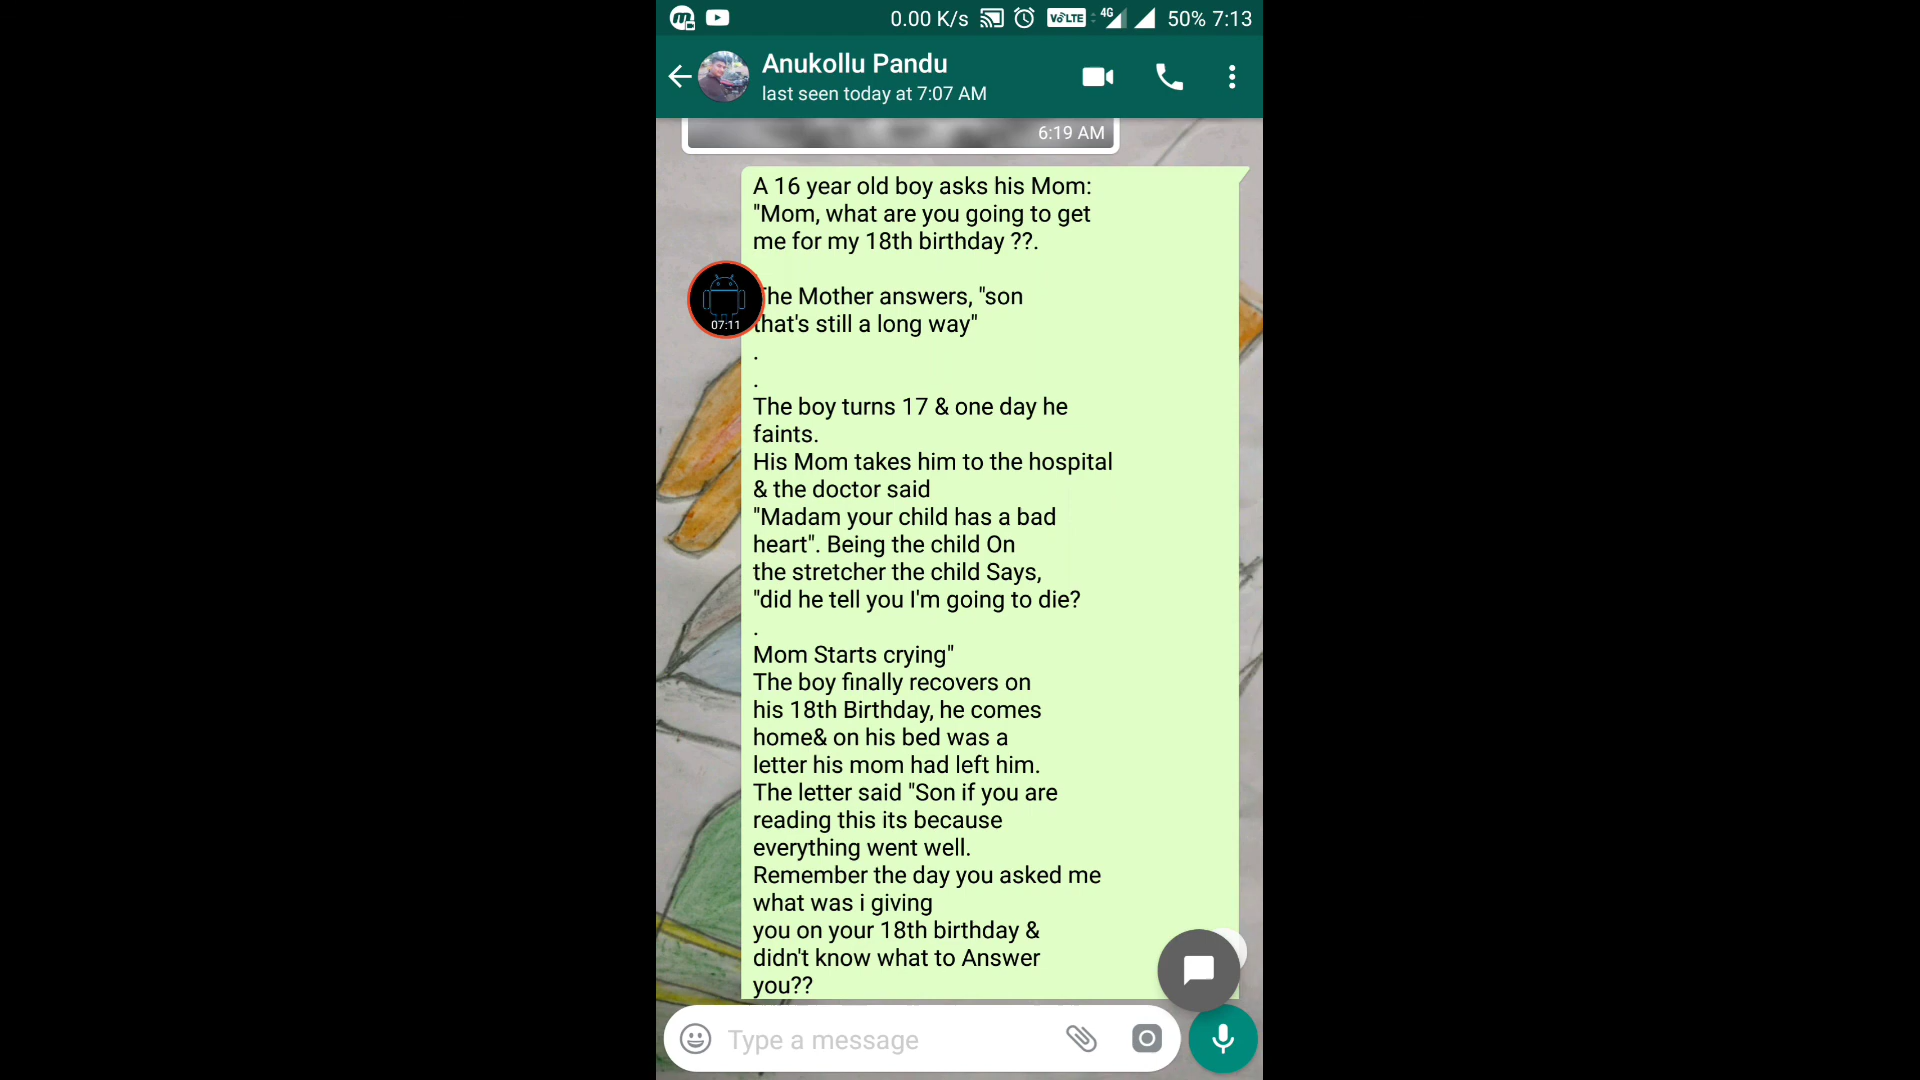 0.00 K/s VoLTE 4G 50% 7:13
Anukollu Pandu
last seen today at 7:07 AM
6:19 AM
A 16 year old boy asks his Mom:
"Mom, what are you going to get
me for my 18th birthday ??.
The Mother answers, "son
that's still a long way"
.
.
The boy turns 17 & one day he
faints.
His Mom takes him to the hospital
& the doctor said
"Madam your child has a bad
heart". Being the child On
the stretcher the child Says,
"did he tell you I'm going to die?
.
Mom Starts crying"
The boy finally recovers on
his 18th Birthday, he comes
home& on his bed was a
letter his mom had left him.
The letter said "Son if you are
reading this its because
everything went well.
Remember the day you asked me
what was i giving
you on your 18th birthday &
didn't know what to Answer
you??
07:11
Type a message